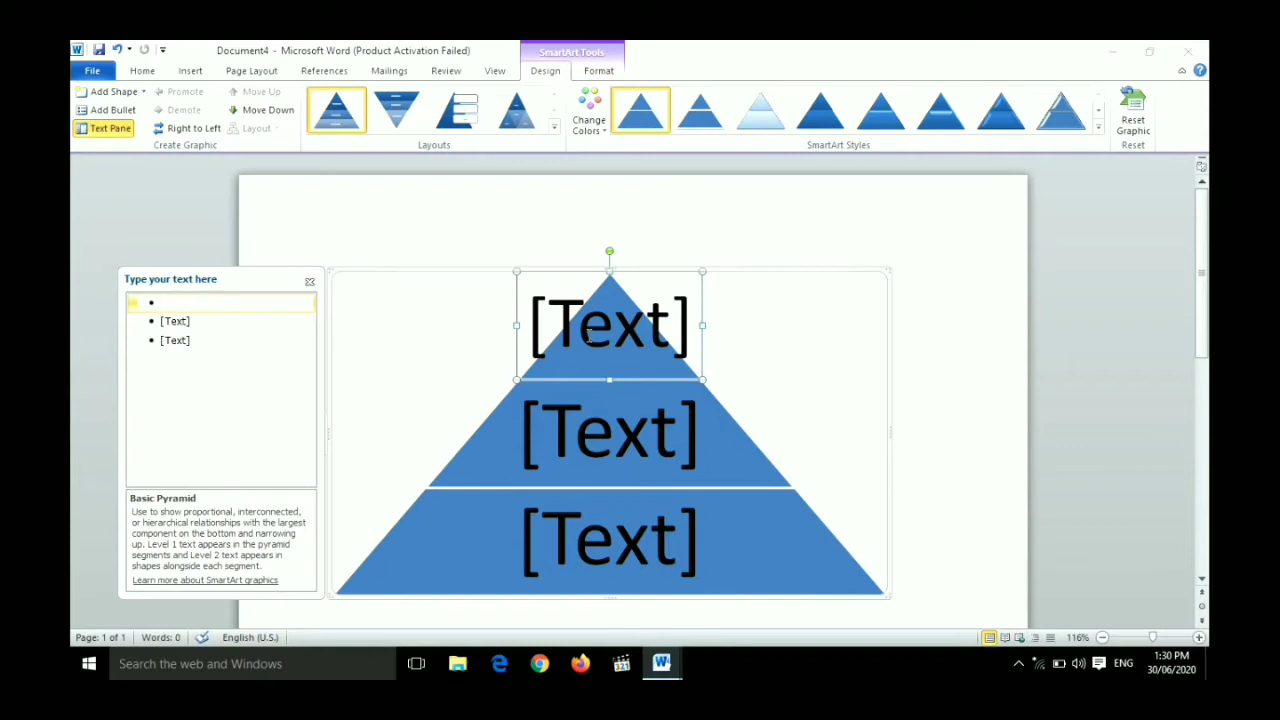 Document4 - Microsoft Word (Product Activation Failed)
SmartArt Tools
File Home Insert Page Layout References Mailings Review View Design Format
Add Shape Promote Move Up
Add Bullet Demote Move Down
Text Pane Right to Left Layout
Create Graphic
Layouts
Change Colors
SmartArt Styles
Reset Graphic
Reset
Type your text here
[Text]
[Text]
Basic Pyramid
Use to show proportional, interconnected,
or hierarchical relationships with the largest
component on the bottom and narrowing
up. Level 1 text appears in the pyramid
segments and Level 2 text appears in
shapes alongside each segment.
Learn more about SmartArt graphics
[Text]
[Text]
[Text]
Page: 1 of 1 Words: 0 English (U.S.) 116%
Search the web and Windows
321
ENG
1:30 PM
30/06/2020